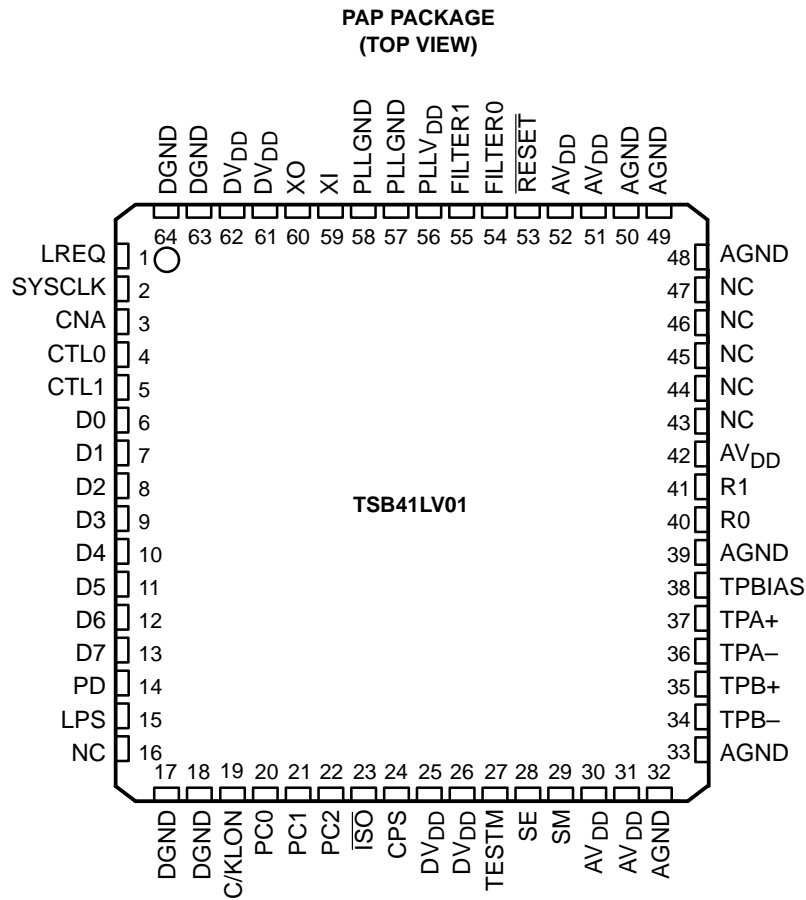 PAP PACKAGE
(TOP VIEW)
DGND
DGND
DVDD
DVDD
XO
XI
PLLGND
PLLGND
PLLVDD
FILTER1
FILTER0
RESET
AVDD
AVDD
AGND
AGND
64 63 62 61 60 59 58 57 56 55 54 53 52 51 50 49
LREQ 1
SYSCLK 2
CNA 3
CTL0 4
CTL1 5
D0 6
D1 7
D2 8
D3 9
D4 10
D5 11
D6 12
D7 13
PD 14
LPS 15
NC 16
TSB41LV01
48 AGND
47 NC
46 NC
45 NC
44 NC
43 NC
42 AVDD
41 R1
40 R0
39 AGND
38 TPBIAS
37 TPA+
36 TPA–
35 TPB+
34 TPB–
33 AGND
17 18 19 20 21 22 23 24 25 26 27 28 29 30 31 32
DGND
DGND
C/KLON
PC0
PC1
PC2
ISO
CPS
DVDD
DVDD
TESTM
SE
SM
AVDD
AVDD
AGND